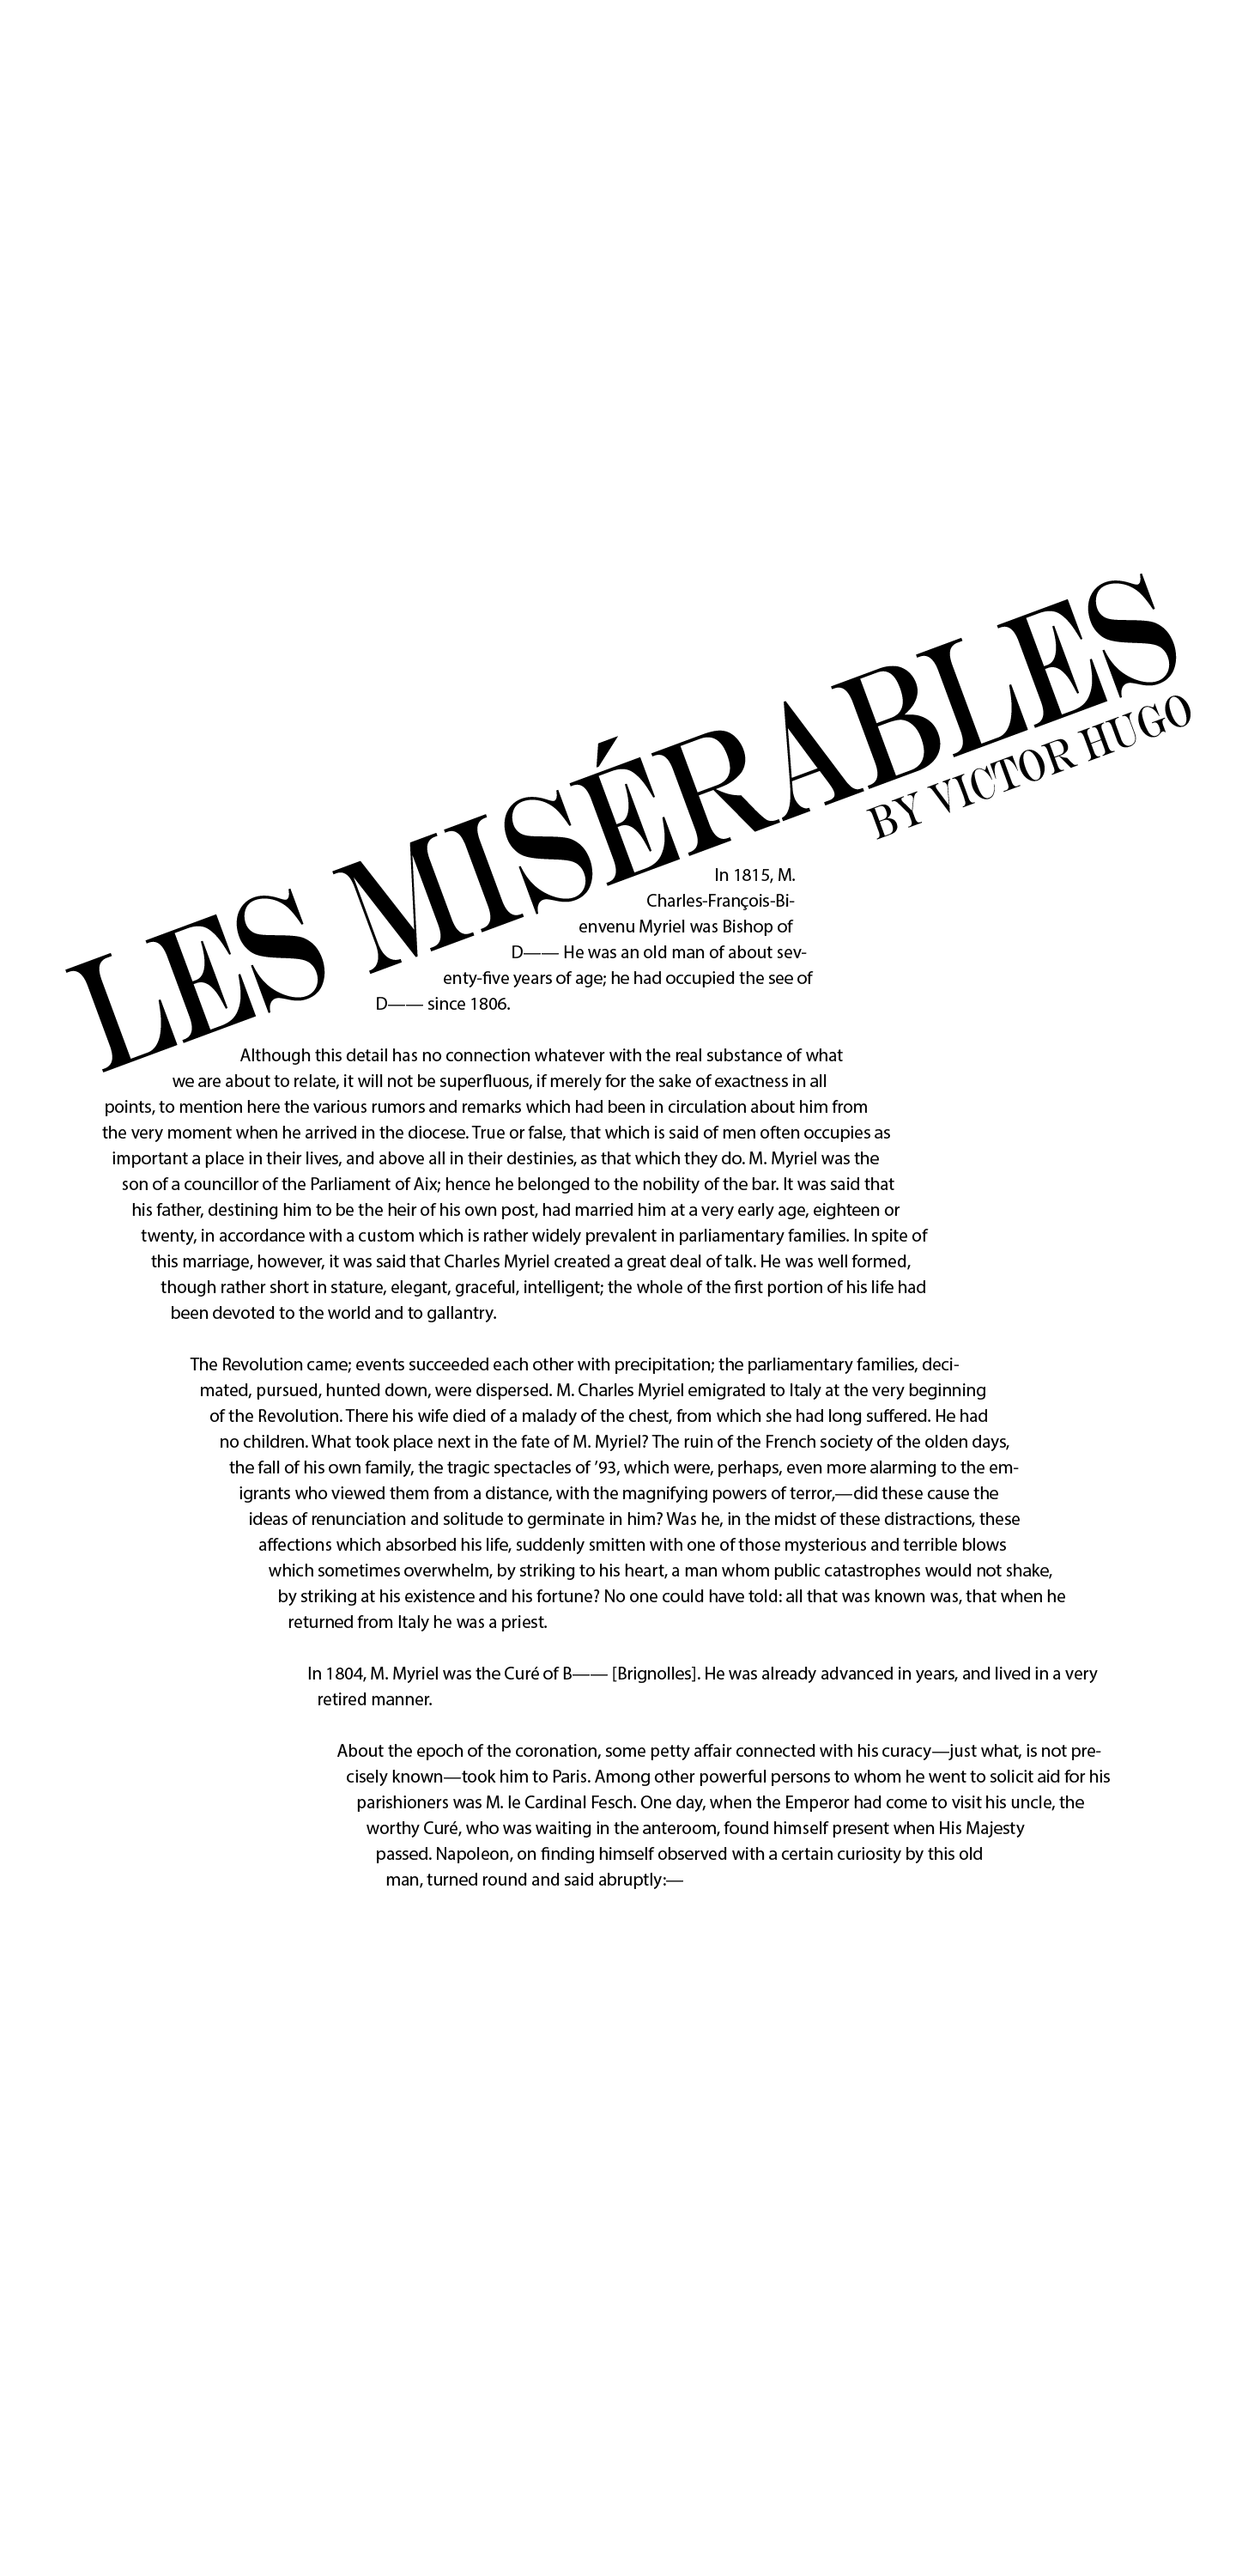 LES MISÉRABLES
BY VICTOR HUGO
In 1815, M.
Charles-François-Bi-
envenu Myriel was Bishop of
D—— He was an old man of about sev-
enty-five years of age; he had occupied the see of
D—— since 1806.
Although this detail has no connection whatever with the real substance of what
we are about to relate, it will not be superfluous, if merely for the sake of exactness in all
points, to mention here the various rumors and remarks which had been in circulation about him from
the very moment when he arrived in the diocese. True or false, that which is said of men often occupies as
important a place in their lives, and above all in their destinies, as that which they do. M. Myriel was the
son of a councillor of the Parliament of Aix; hence he belonged to the nobility of the bar. It was said that
his father, destining him to be the heir of his own post, had married him at a very early age, eighteen or
twenty, in accordance with a custom which is rather widely prevalent in parliamentary families. In spite of
this marriage, however, it was said that Charles Myriel created a great deal of talk. He was well formed,
though rather short in stature, elegant, graceful, intelligent; the whole of the first portion of his life had
been devoted to the world and to gallantry.
The Revolution came; events succeeded each other with precipitation; the parliamentary families, deci-
mated, pursued, hunted down, were dispersed. M. Charles Myriel emigrated to Italy at the very beginning
of the Revolution. There his wife died of a malady of the chest, from which she had long suffered. He had
no children. What took place next in the fate of M. Myriel? The ruin of the French society of the olden days,
the fall of his own family, the tragic spectacles of ’93, which were, perhaps, even more alarming to the em-
igrants who viewed them from a distance, with the magnifying powers of terror,—did these cause the
ideas of renunciation and solitude to germinate in him? Was he, in the midst of these distractions, these
affections which absorbed his life, suddenly smitten with one of those mysterious and terrible blows
which sometimes overwhelm, by striking to his heart, a man whom public catastrophes would not shake,
by striking at his existence and his fortune? No one could have told: all that was known was, that when he
returned from Italy he was a priest.
In 1804, M. Myriel was the Curé of B—— [Brignolles]. He was already advanced in years, and lived in a very
retired manner.
About the epoch of the coronation, some petty affair connected with his curacy—just what, is not pre-
cisely known—took him to Paris. Among other powerful persons to whom he went to solicit aid for his
parishioners was M. le Cardinal Fesch. One day, when the Emperor had come to visit his uncle, the
worthy Curé, who was waiting in the anteroom, found himself present when His Majesty
passed. Napoleon, on finding himself observed with a certain curiosity by this old
man, turned round and said abruptly:—